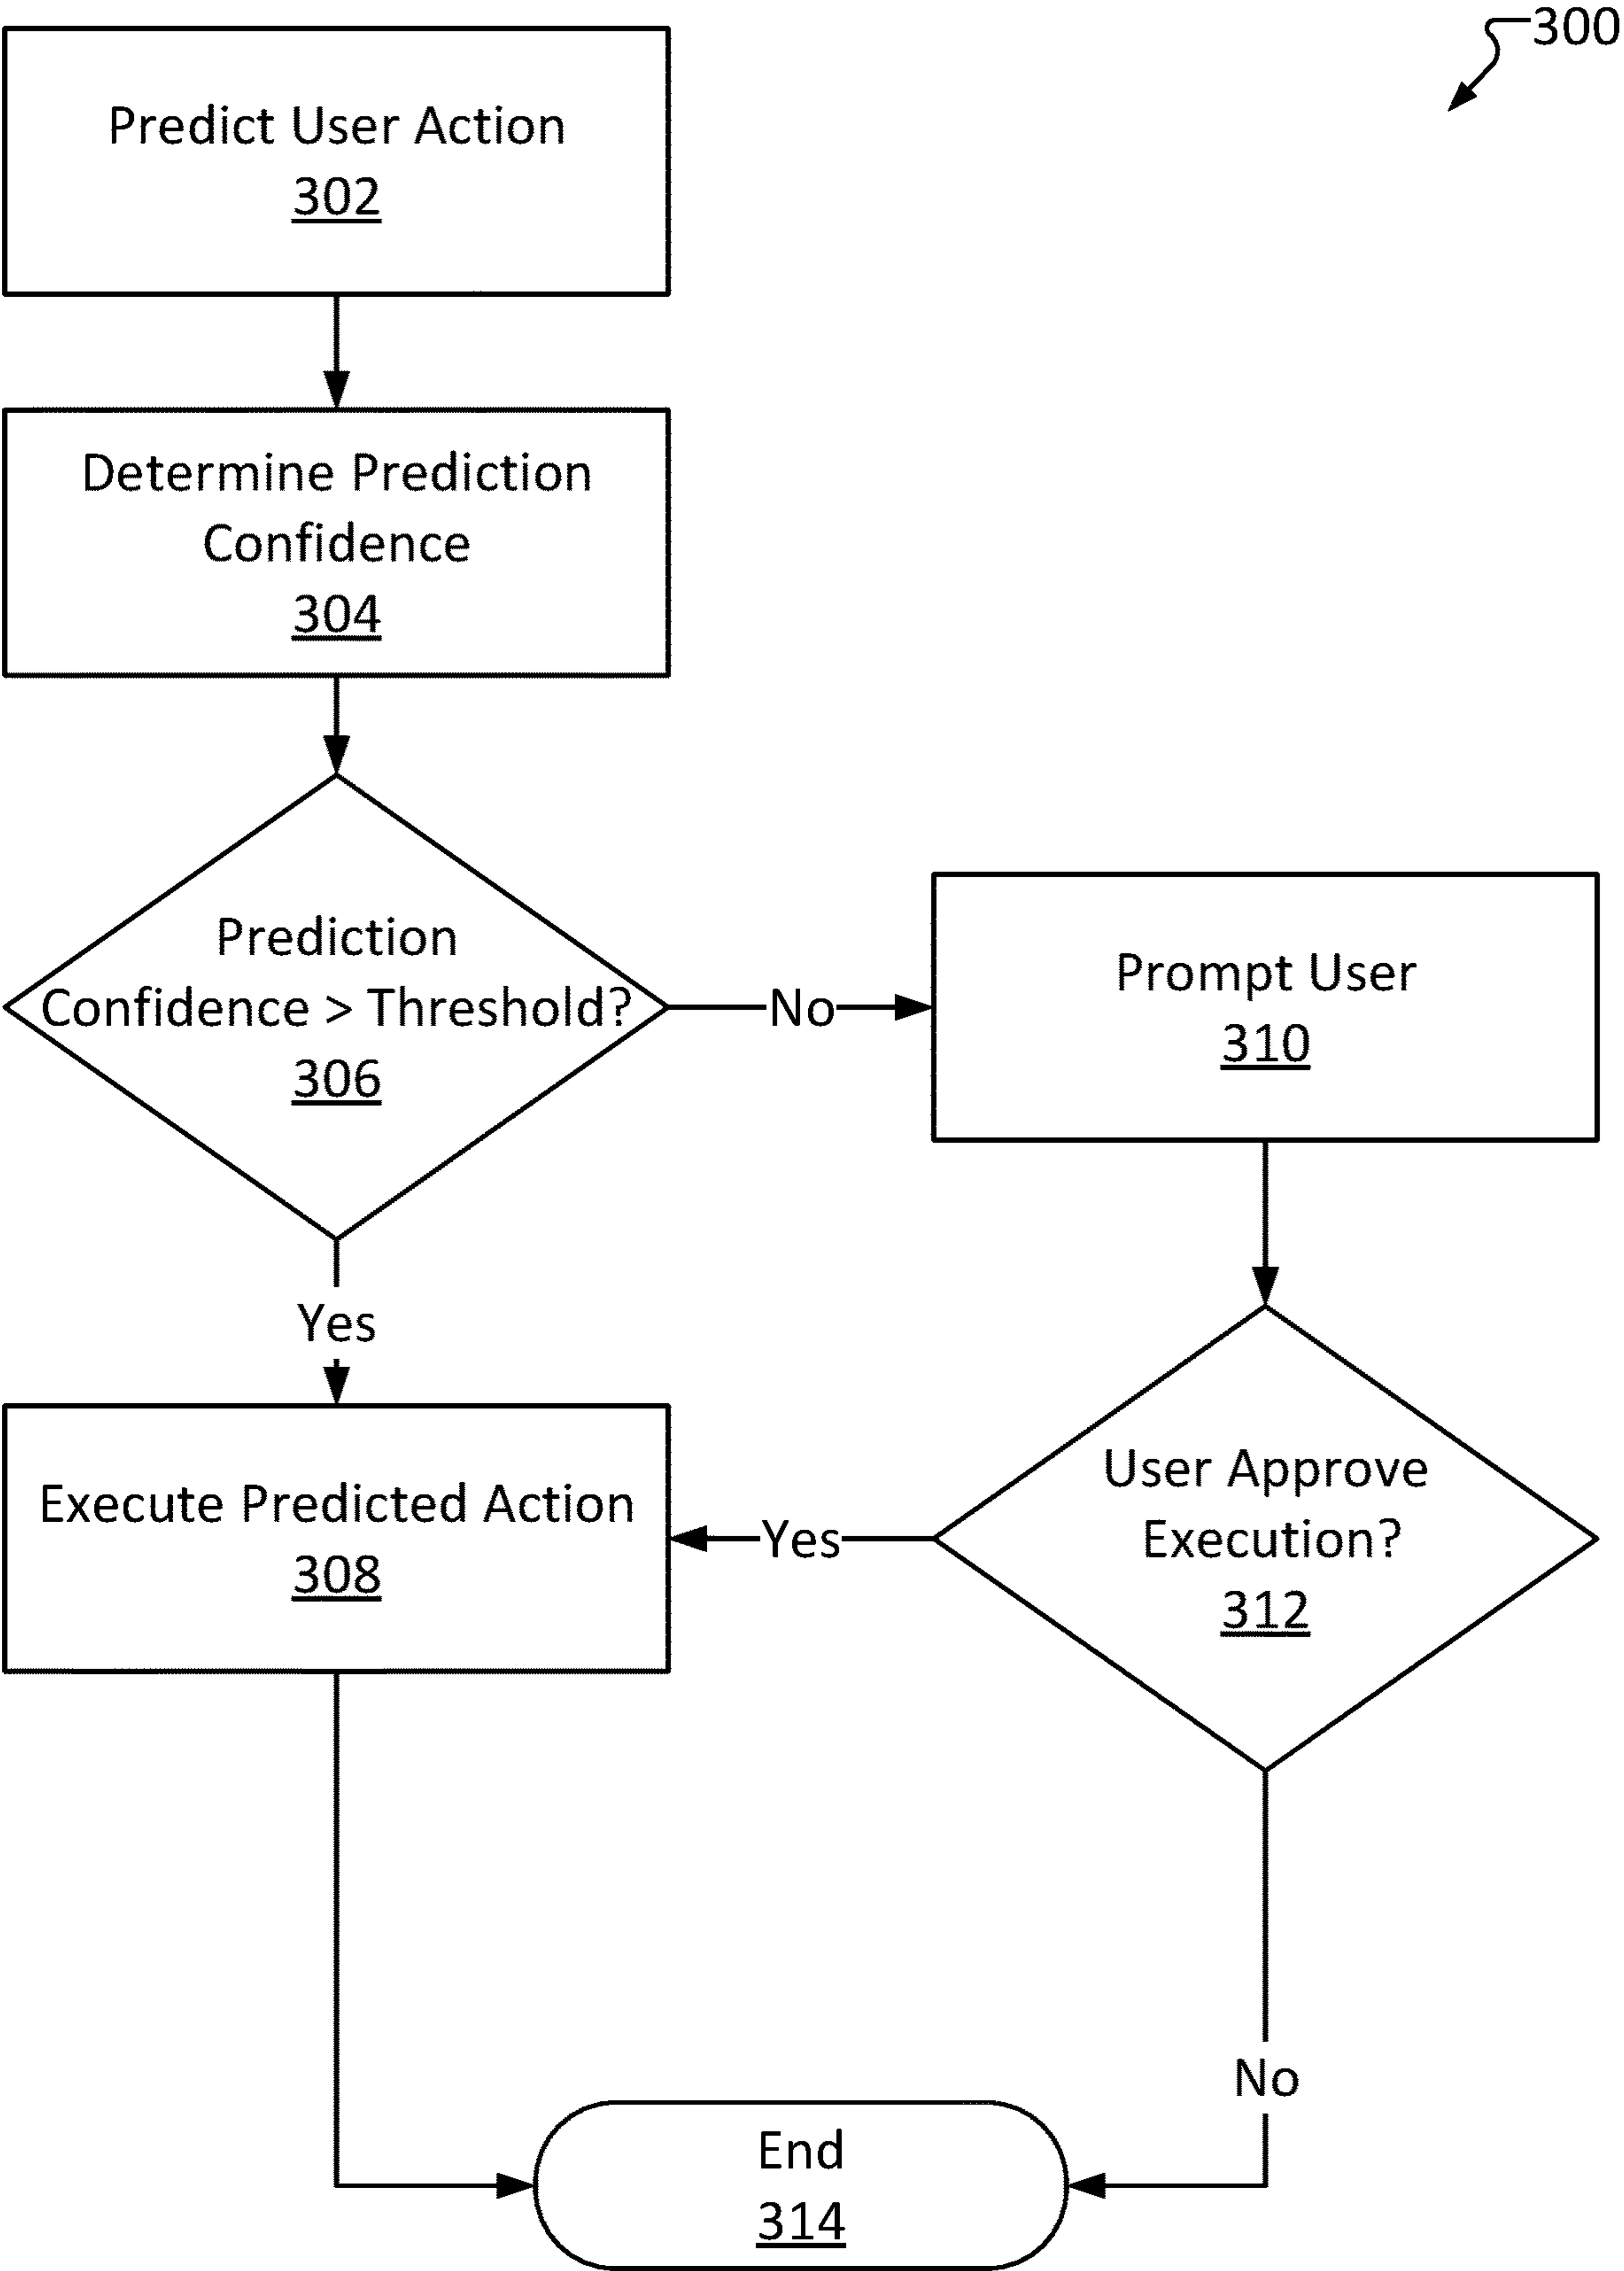 300
Predict User Action
302
Determine Prediction
Confidence
304
Prediction
Confidence > Threshold?
306
No
Prompt User
310
Yes
Execute Predicted Action
308
Yes
User Approve
Execution?
312
No
End
314